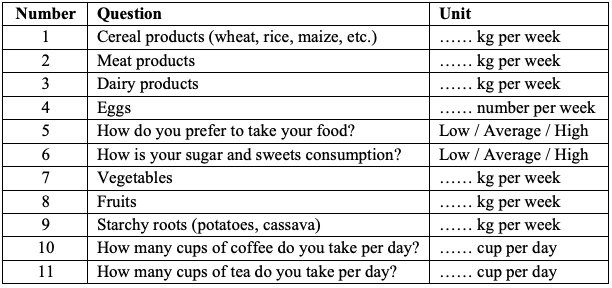 Number Question Unit
1 Cereal products (wheat, rice, maize, etc.) …… kg per week
2 Meat products …… kg per week
3 Dairy products …… kg per week
4 Eggs …… number per week
5 How do you prefer to take your food? Low / Average / High
6 How is your sugar and sweets consumption? Low / Average / High
7 Vegetables …… kg per week
8 Fruits …… kg per week
9 Starchy roots (potatoes, cassava) …… kg per week
10 How many cups of coffee do you take per day? …… cup per day
11 How many cups of tea do you take per day? …… cup per day